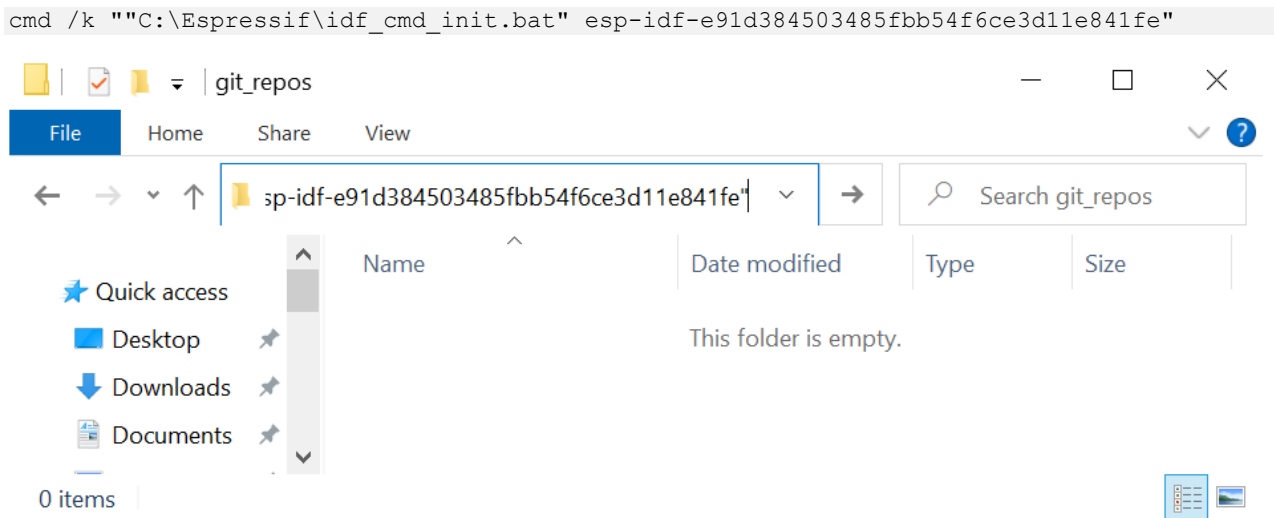 cmd /k ""C:\Espressif\idf_cmd_init.bat" esp-idf-e91d384503485fbb54f6ce3d11e841fe"
git_repos
File Home Share View
sp-idf-e91d384503485fbb54f6ce3d11e841fe" Search git_repos
Name Date modified Type Size
Quick access
This folder is empty.
Desktop
Downloads
Documents
0 items